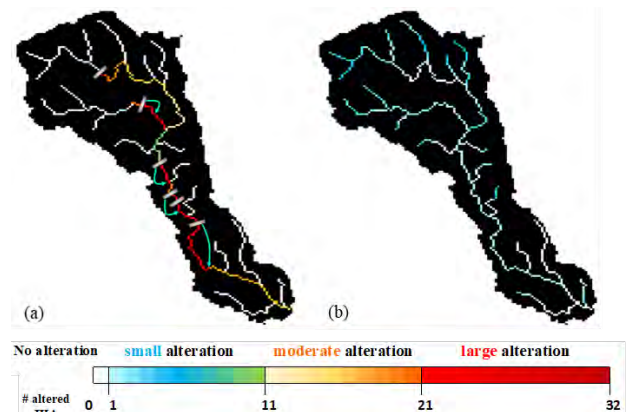 (a) (b)
No alteration small alteration moderate alteration large alteration
# altered
0 1 11 21 32